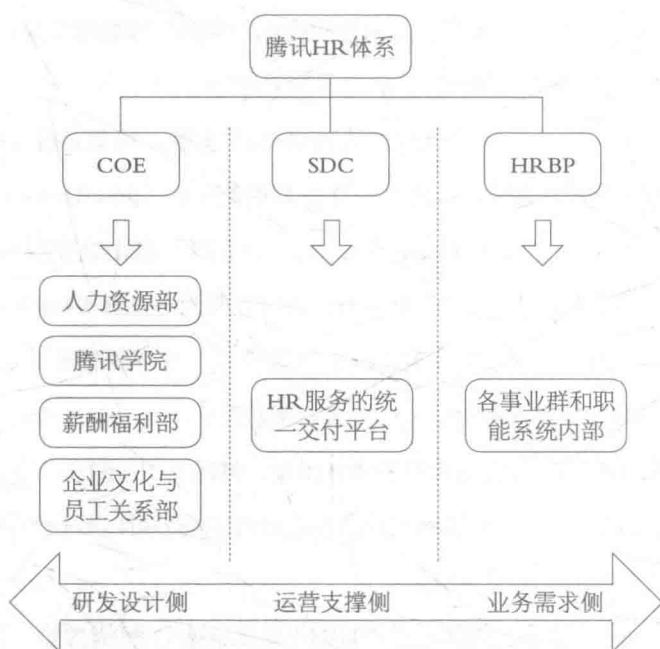 腾讯HR体系
COE
SDC
HRBP
人力资源部
腾讯学院
薪酬福利部
企业文化与
员工关系部
HR服务的统
一交付平台
各事业群和职
能系统内部
研发设计侧
运营支撑侧
业务需求侧